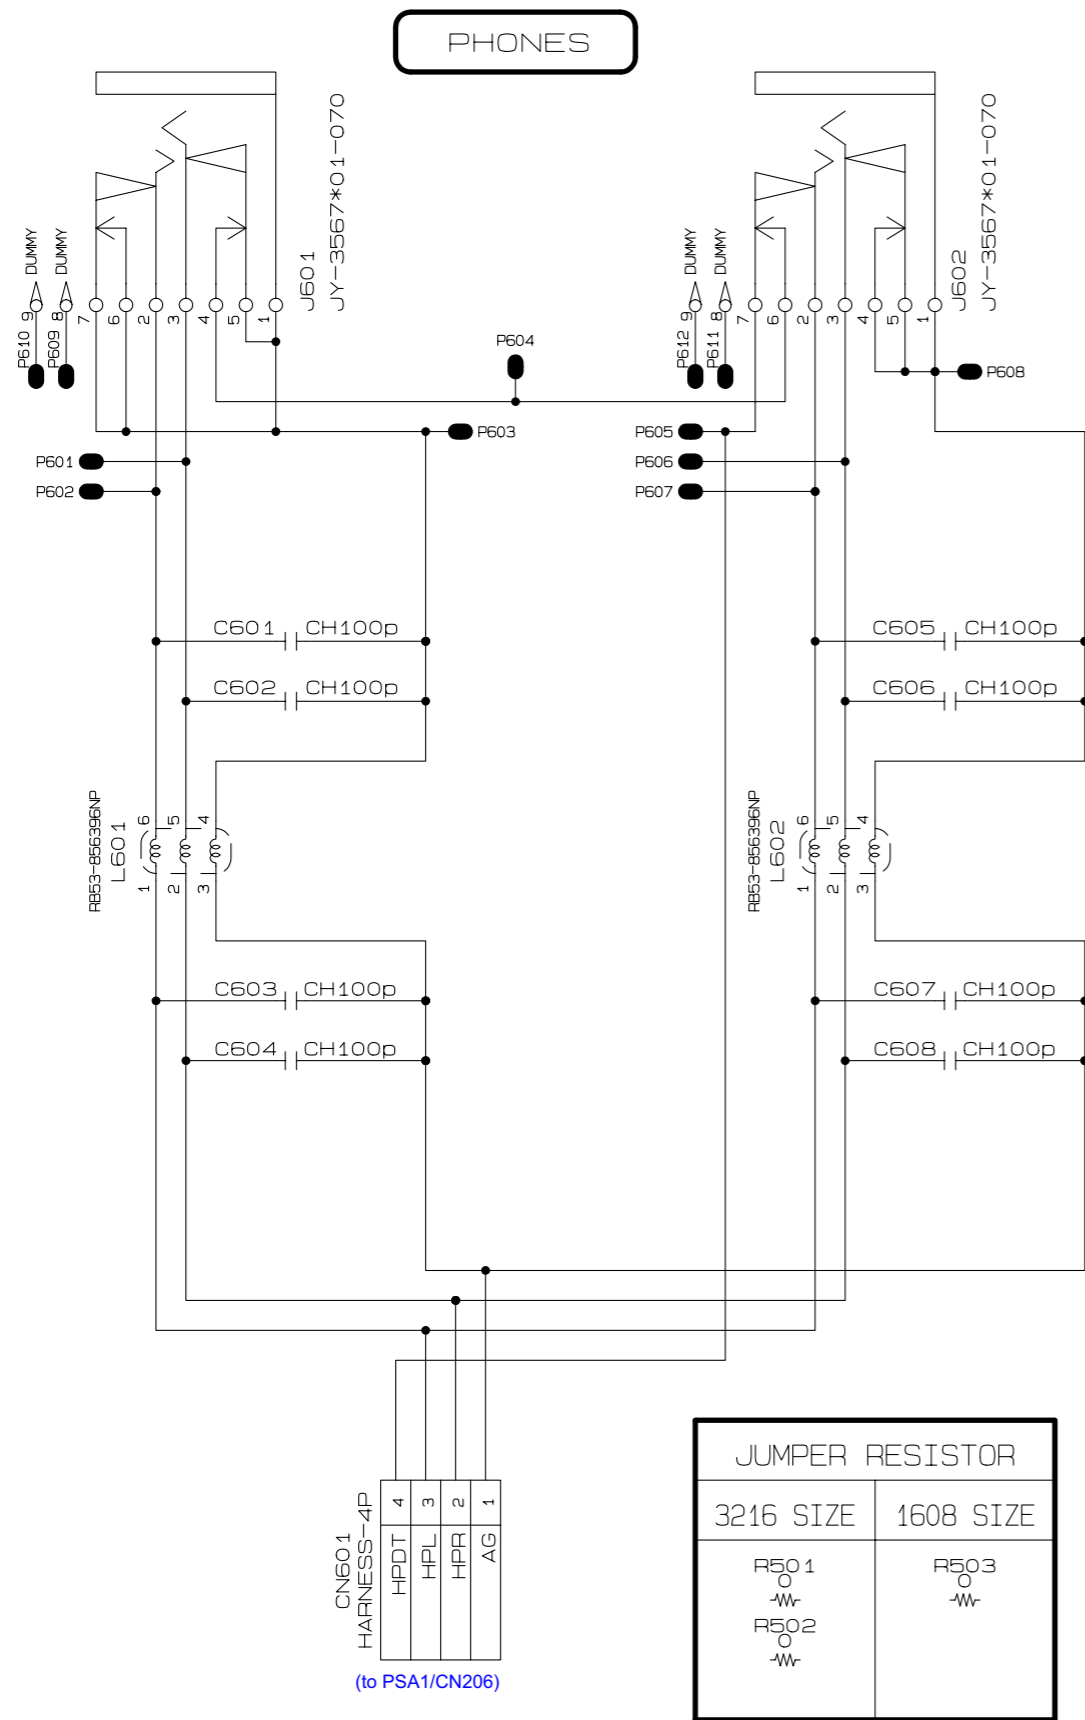 PHONES
J601
JY-3567*01-070
J602
JY-3567*01-070
DUMMY
DUMMY
DUMMY
DUMMY
9
8
7
6
2
3
4
5
1
9
8
7
6
2
3
4
5
1
P610
P609
P612
P611
P604
P608
P603
P605
P601
P606
P602
P607
C601 CH100p
C605 CH100p
C602 CH100p
C606 CH100p
RB53-856396NP
L601
6
5
4
1
2
3
RB53-856396NP
L602
6
5
4
1
2
3
C603 CH100p
C607 CH100p
C604 CH100p
C608 CH100p
CN601
HARNESS-4P
4
3
2
1
HPDT
HPL
HPR
AG
(to PSA1/CN206)
JUMPER RESISTOR
3216 SIZE
1608 SIZE
R501
0
R503
0
R502
0